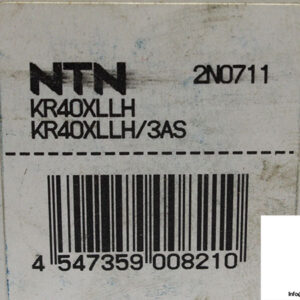 NTN 2N0711
KR40XLLH
KR40XLLH/3AS
4 547359 008210